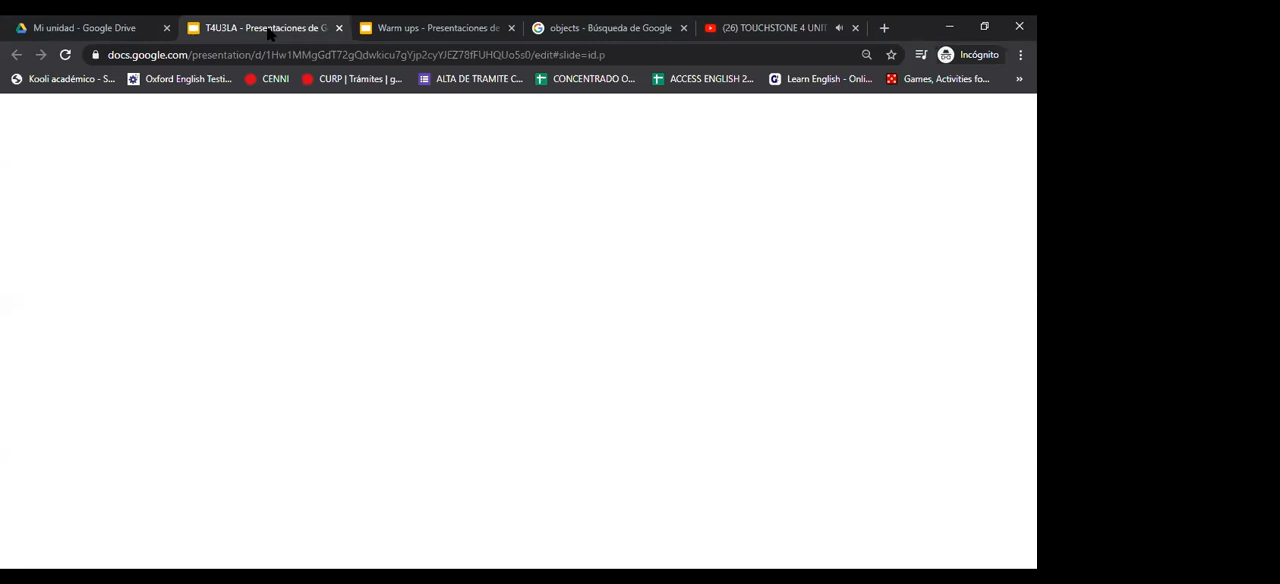 Mi unidad - Google Drive
T4U3LA - Presentaciones de G
Warm ups - Presentaciones de
objects - Búsqueda de Google
(26) TOUCHSTONE 4 UNIT
docs.google.com/presentation/d/1Hw1MMgGdT72gQdwkicu7gYjp2cyYJEZ78fFUHQUo5s0/edit#slide=id.p
Incógnito
Kooli académico - S...
Oxford English Testi...
CENNI
CURP | Trámites | g...
ALTA DE TRAMITE C...
CONCENTRADO O...
ACCESS ENGLISH 2...
Learn English - Onli...
Games, Activities fo...